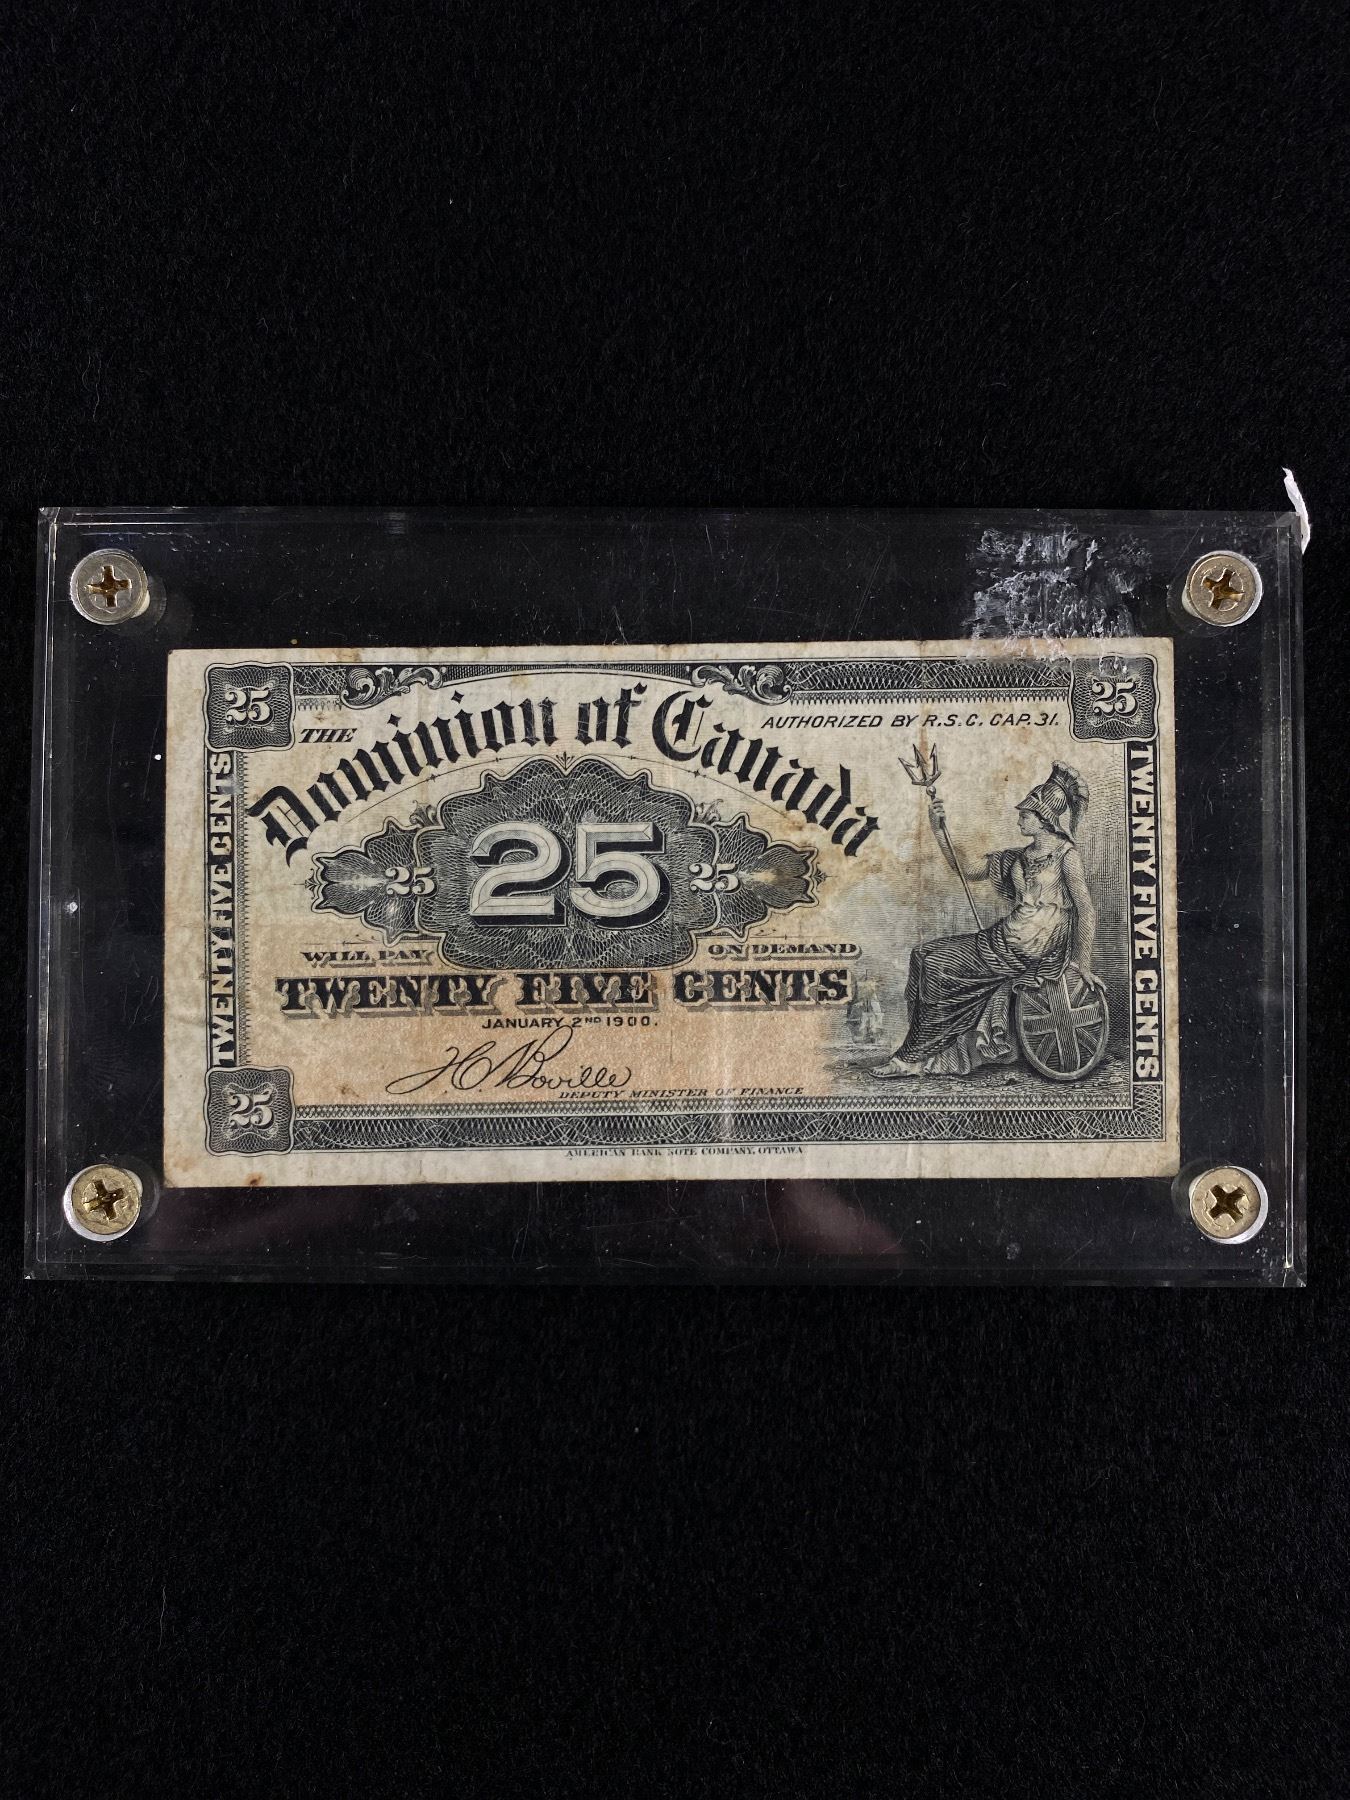 25
25
THE
Dominion of Canada
AUTHORIZED BY R.S.C. CAP. 31.
TWENTY FIVE CENTS
25
25
25
TWENTY FIVE CENTS
WILL PAY
ON DEMAND
TWENTY FIVE CENTS
JANUARY 2ND 1900.
H C Boville
DEPUTY MINISTER OF FINANCE
25
AMERICAN BANK NOTE COMPANY, OTTAWA